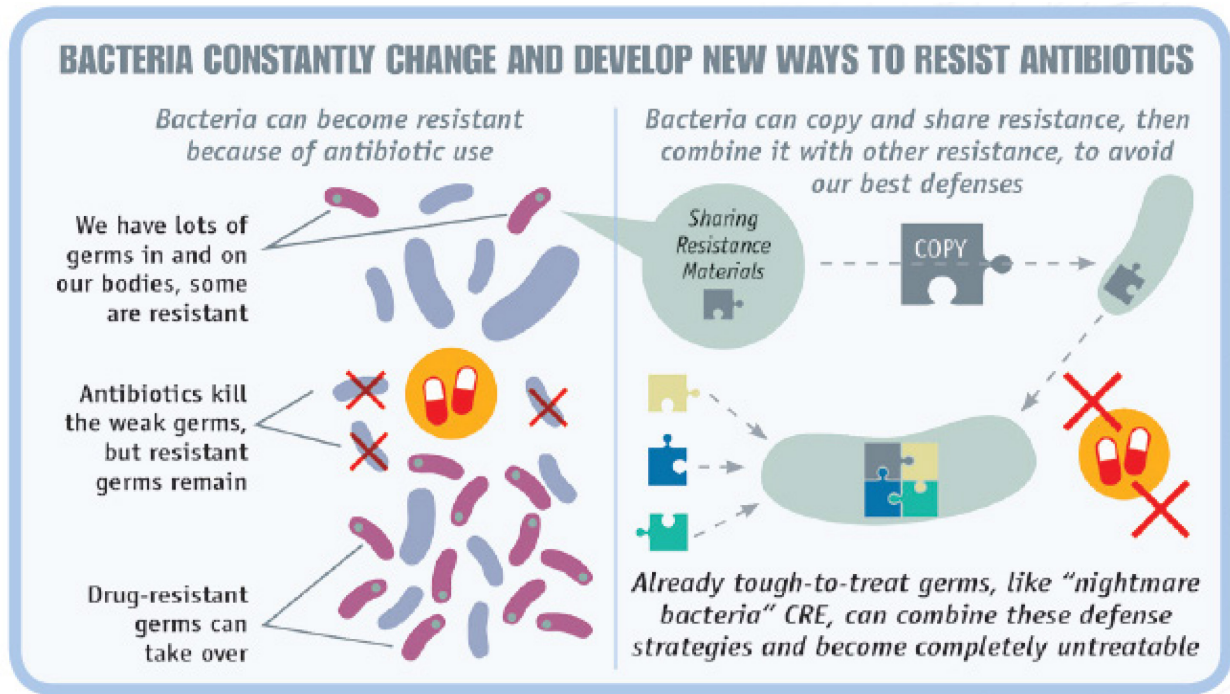 BACTERIA CONSTANTLY CHANGE AND DEVELOP NEW WAYS TO RESIST ANTIBIOTICS
Bacteria can become resistant
because of antibiotic use
We have lots of
germs in and on
our bodies, some
are resistant
Antibiotics kill
the weak germs,
but resistant
germs remain
Drug-resistant
germs can
take over
Bacteria can copy and share resistance, then
combine it with other resistance, to avoid
our best defenses
Sharing
Resistance
Materials
COPY
Already tough-to-treat germs, like “nightmare
bacteria“ CRE, can combine these defense
strategies and become completely untreatable